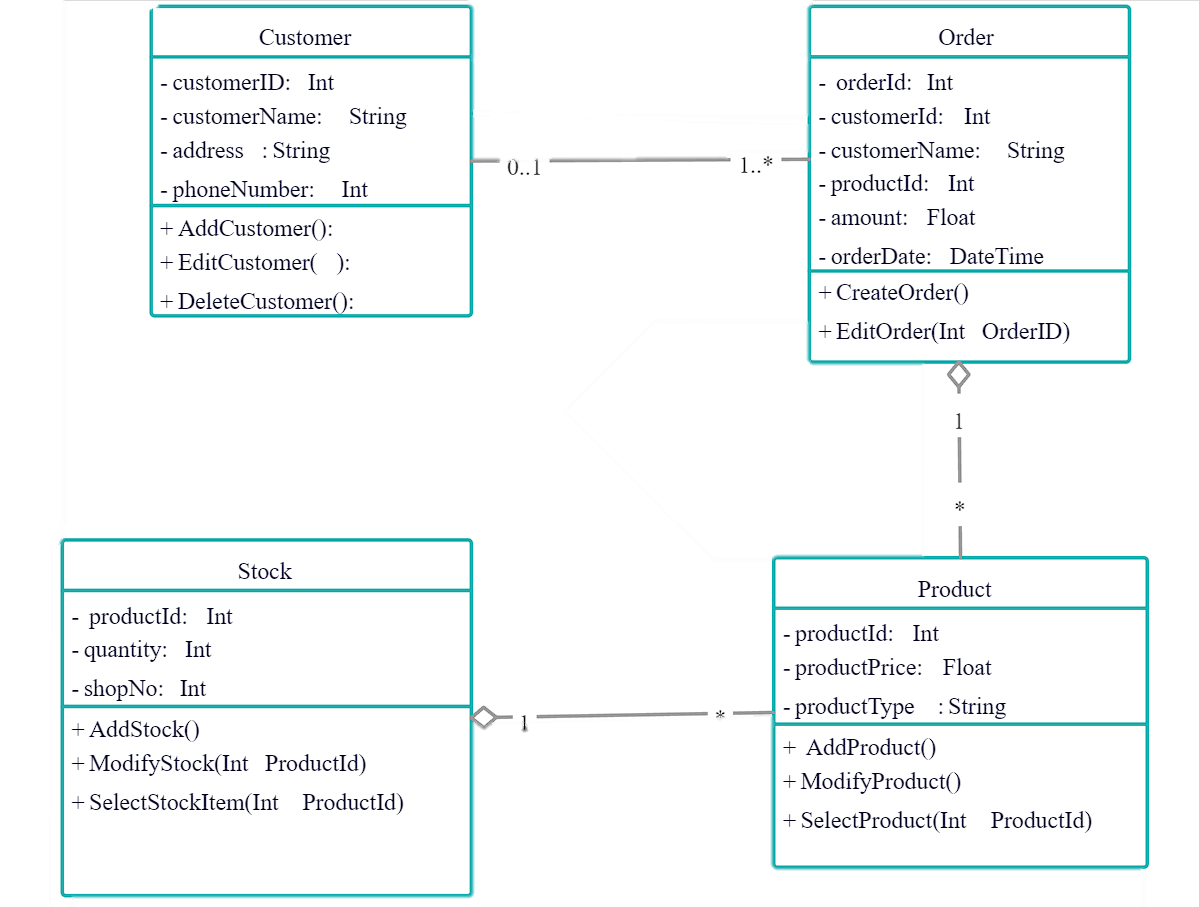 Customer
- customerID: Int
- customerName: String
- address : String
- phoneNumber: Int
+ AddCustomer():
+ EditCustomer( ):
+ DeleteCustomer():
0..1
1..*
Order
- orderId: Int
- customerId: Int
- customerName: String
- productId: Int
- amount: Float
- orderDate: DateTime
+ CreateOrder()
+ EditOrder(Int OrderID)
1
*
Stock
- productId: Int
- quantity: Int
- shopNo: Int
+ AddStock()
+ ModifyStock(Int ProductId)
+ SelectStockItem(Int ProductId)
1
*
Product
- productId: Int
- productPrice: Float
- productType : String
+ AddProduct()
+ ModifyProduct()
+ SelectProduct(Int ProductId)